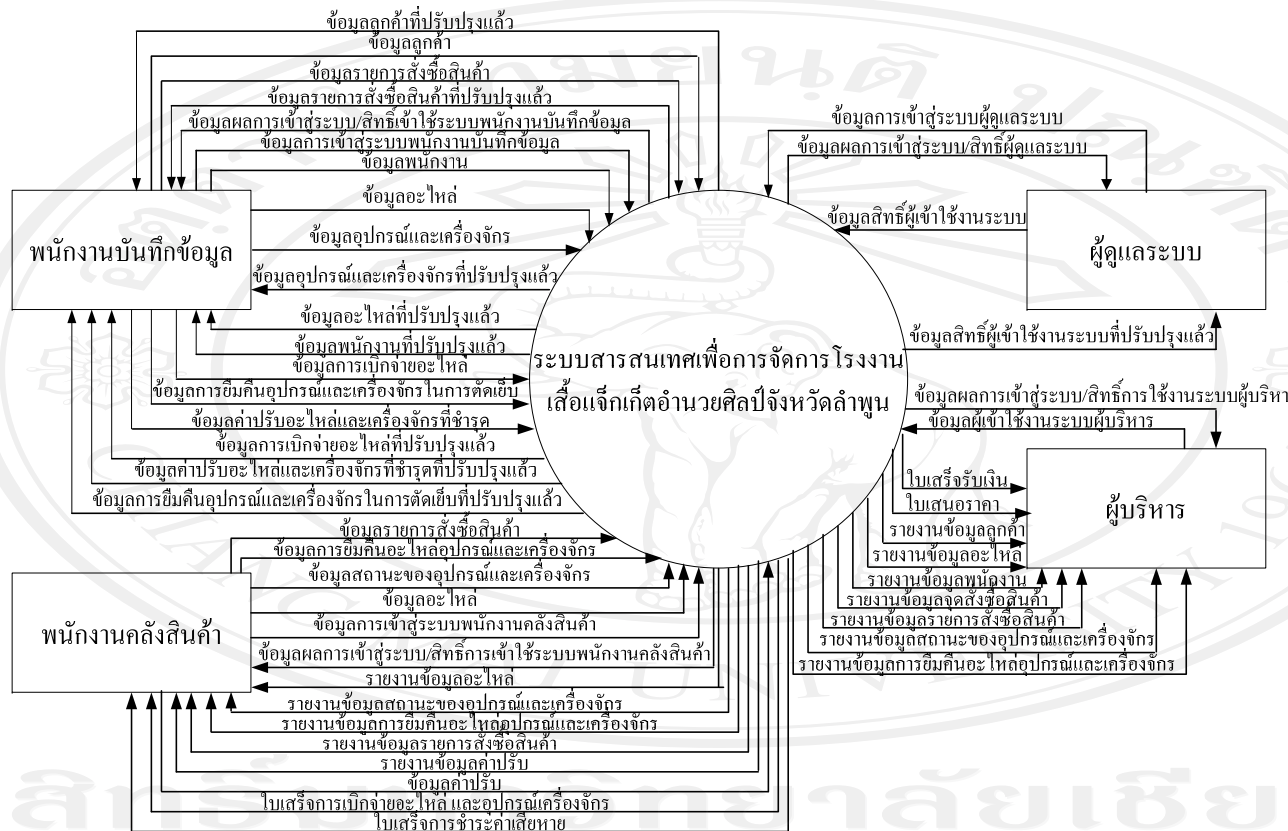 ข้อมูลลูกค้าที่ปรับปรุงแล้ว
ข้อมูลลูกค้า
ข้อมูลรายการสั่งซื้อสินค้า
ข้อมูลรายการสั่งซื้อสินค้าที่ปรับปรุงแล้ว
ข้อมูลผลการเข้าสู่ระบบ/สิทธิ์เข้าใช้ระบบพนักงานบันทึกข้อมูล
ข้อมูลการเข้าสู่ระบบพนักงานบันทึกข้อมูล
ข้อมูลพนักงาน
ข้อมูลอะไหล่
ข้อมูลอุปกรณ์และเครื่องจักร
พนักงานบันทึกข้อมูล
ข้อมูลอุปกรณ์และเครื่องจักรที่ปรับปรุงแล้ว
ข้อมูลอะไหล่ที่ปรับปรุงแล้ว
ข้อมูลพนักงานที่ปรับปรุงแล้ว
ข้อมูลการเบิกจ่ายอะไหล่
ข้อมูลการยืมคืนอุปกรณ์และเครื่องจักรในการตัดเย็บ
ข้อมูลค่าปรับอะไหล่และเครื่องจักรที่ชำรุด
ข้อมูลการเบิกจ่ายอะไหล่ที่ปรับปรุงแล้ว
ข้อมูลค่าปรับอะไหล่และเครื่องจักรที่ชำรุดที่ปรับปรุงแล้ว
ข้อมูลการยืมคืนอุปกรณ์และเครื่องจักรในการตัดเย็บที่ปรับปรุงแล้ว
ระบบสารสนเทศเพื่อการจัดการโรงงาน
เสื้อแจ็กเก็ตอำนวยศิลป์จังหวัดลำพูน
ข้อมูลการเข้าสู่ระบบผู้ดูแลระบบ
ข้อมูลผลการเข้าสู่ระบบ/สิทธิ์ผู้ดูแลระบบ
ข้อมูลสิทธิ์ผู้เข้าใช้งานระบบ
ผู้ดูแลระบบ
ข้อมูลสิทธิ์ผู้เข้าใช้งานระบบที่ปรับปรุงแล้ว
ข้อมูลผลการเข้าสู่ระบบ/สิทธิ์การใช้งานระบบผู้บริหา
ข้อมูลผู้เข้าใช้งานระบบผู้บริหาร
ใบเสร็จรับเงิน
ใบเสนอราคา
ผู้บริหาร
รายงานข้อมูลลูกค้า
รายงานข้อมูลอะไหล่
รายงานข้อมูลพนักงาน
รายงานข้อมูลจุดสั่งซื้อสินค้า
รายงานข้อมูลรายการสั่งซื้อสินค้า
รายงานข้อมูลสถานะของอุปกรณ์และเครื่องจักร
รายงานข้อมูลการยืมคืนอะไหล่อุปกรณ์และเครื่องจักร
ข้อมูลรายการสั่งซื้อสินค้า
ข้อมูลการยืมคืนอะไหล่อุปกรณ์และเครื่องจักร
ข้อมูลสถานะของอุปกรณ์และเครื่องจักร
ข้อมูลอะไหล่
ข้อมูลการเข้าสู่ระบบพนักงานคลังสินค้า
พนักงานคลังสินค้า
ข้อมูลผลการเข้าสู่ระบบ/สิทธิ์การเข้าใช้ระบบพนักงานคลังสินค้า
รายงานข้อมูลอะไหล่
รายงานข้อมูลสถานะของอุปกรณ์และเครื่องจักร
รายงานข้อมูลการยืมคืนอะไหล่อุปกรณ์และเครื่องจักร
รายงานข้อมูลรายการสั่งซื้อสินค้า
รายงานข้อมูลค่าปรับ
ข้อมูลค่าปรับ
ใบเสร็จการเบิกจ่ายอะไหล่ และอุปกรณ์เครื่องจักร
ใบเสร็จการชำระค่าเสียหาย